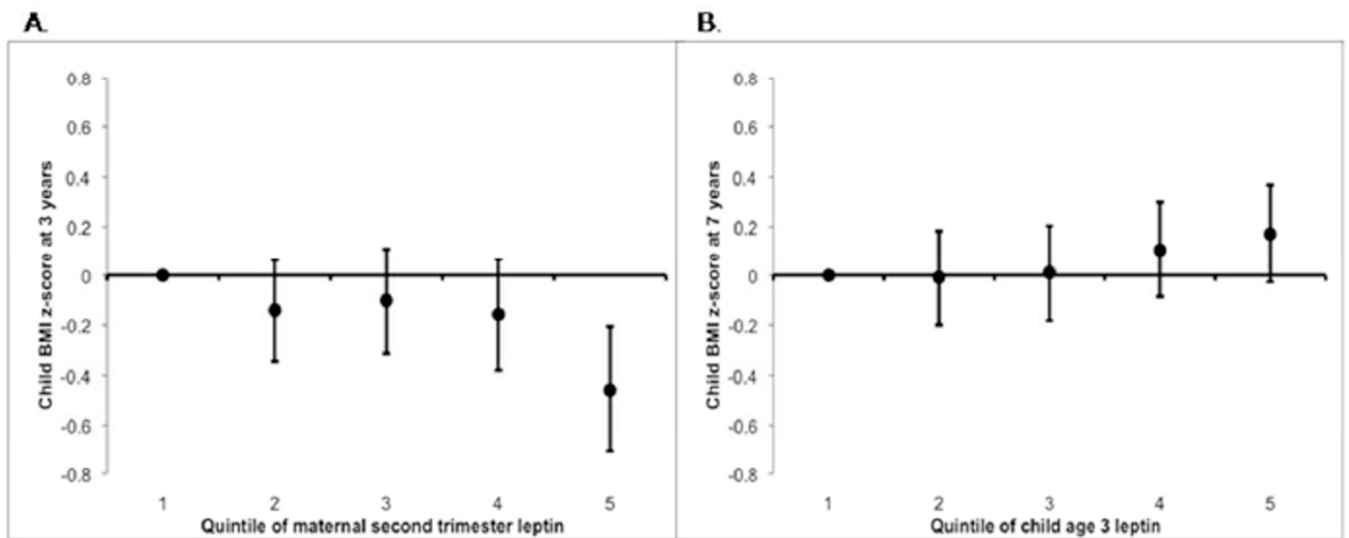 A.
Child BMI z-score at 3 years
0.8
0.6
0.4
0.2
0
-0.2
-0.4
-0.6
-0.8
1 2 3 4 5
Quintile of maternal second trimester leptin
B.
Child BMI z-score at 7 years
0.8
0.6
0.4
0.2
0
-0.2
-0.4
-0.6
-0.8
1 2 3 4 5
Quintile of child age 3 leptin